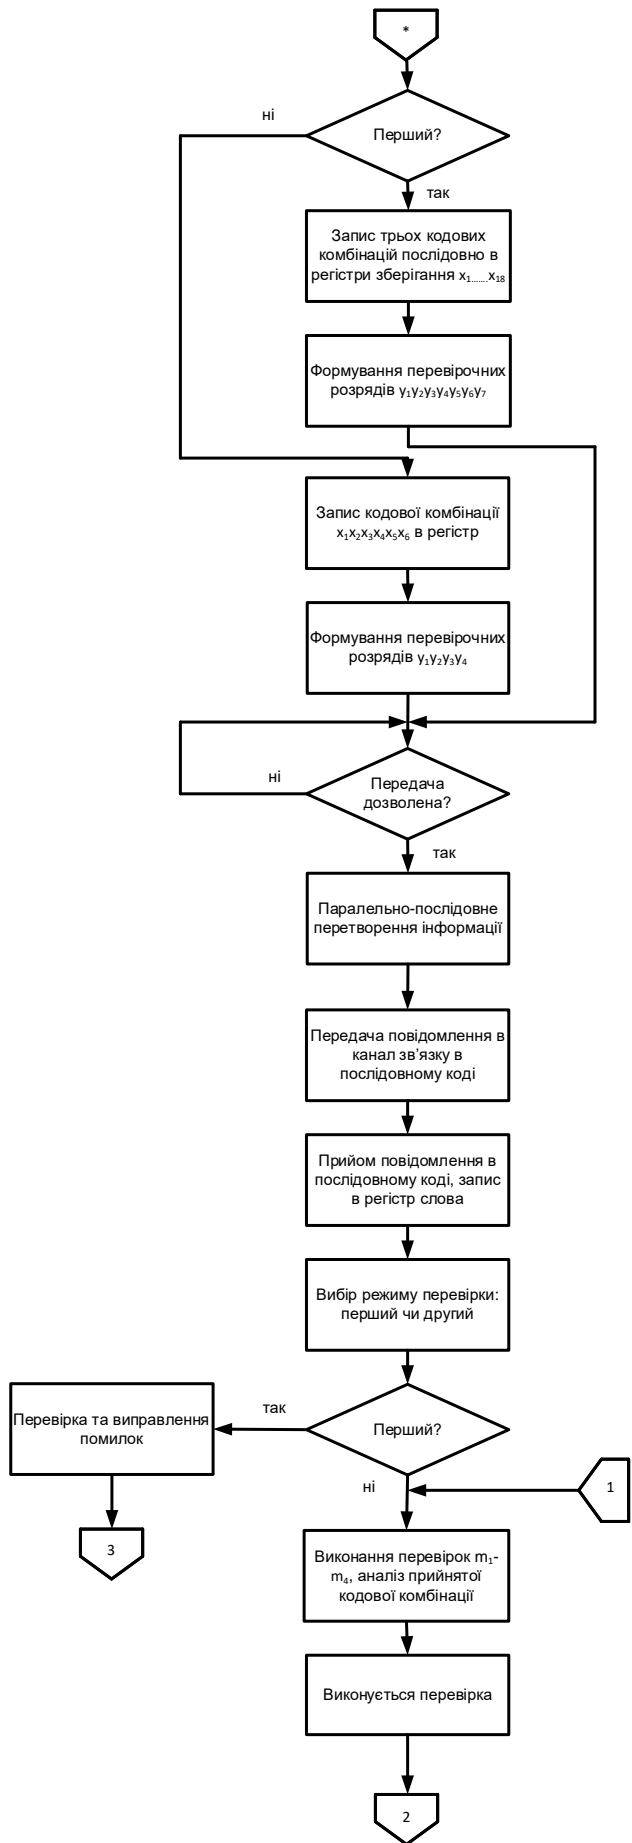 *
ні
Перший?
так
Запис трьох кодових
комбінацій послідовно в
регістри зберігання x₁.......x₁₈
Формування перевірочних
розрядів y₁y₂y₃y₄y₅y₆y₇
Запис кодової комбінації
x₁x₂x₃x₄x₅x₆ в регістр
Формування перевірочних
розрядів y₁y₂y₃y₄
ні
Передача
дозволена?
так
Паралельно-послідовне
перетворення інформації
Передача повідомлення в
канал зв’язку в
послідовному коді
Прийом повідомлення в
послідовному коді, запис
в регістр слова
Вибір режиму перевірки:
перший чи другий
так
Перший?
Перевірка та виправлення
помилок
ні
1
3
Виконання перевірок m₁-
m₄, аналіз прийнятої
кодової комбінації
Виконується перевірка
2